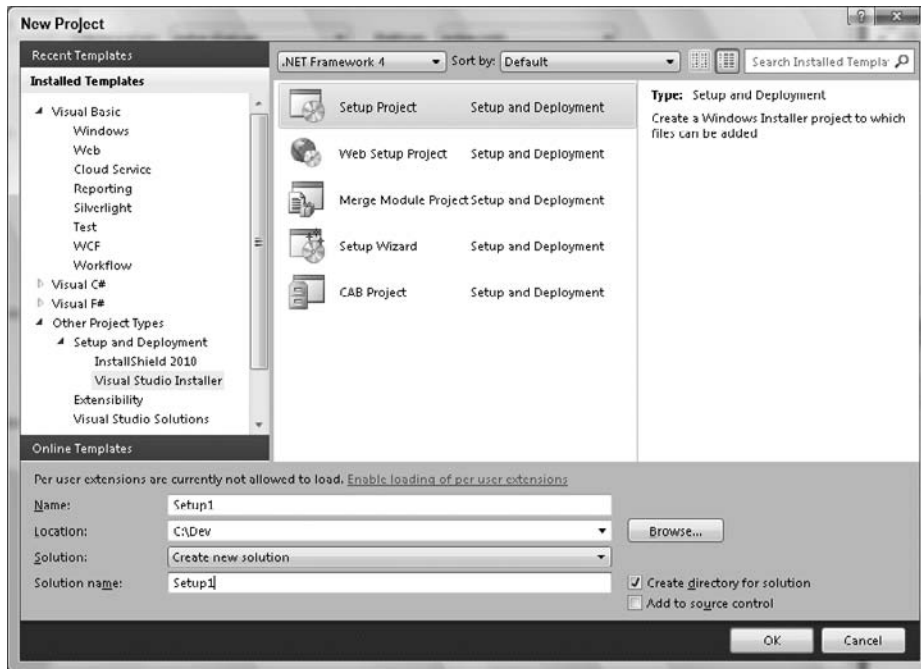 New Project
Recent Templates
Installed Templates
Visual Basic
Windows
Web
Cloud Service
Reporting
Silverlight
Test
WCF
Workflow
Visual C#
Visual F#
Other Project Types
Setup and Deployment
InstallShield 2010
Visual Studio Installer
Extensibility
Visual Studio Solutions
Online Templates
.NET Framework 4
Sort by: Default
Search Installed Templa
Setup Project Setup and Deployment
Web Setup Project Setup and Deployment
Merge Module Project Setup and Deployment
Setup Wizard Setup and Deployment
CAB Project Setup and Deployment
Type: Setup and Deployment
Create a Windows Installer project to which
files can be added
Per user extensions are currently not allowed to load. Enable loading of per user extensions
Name: Setup1
Location: C:\Dev
Browse...
Solution: Create new solution
Solution name: Setup1
Create directory for solution
Add to source control
OK
Cancel